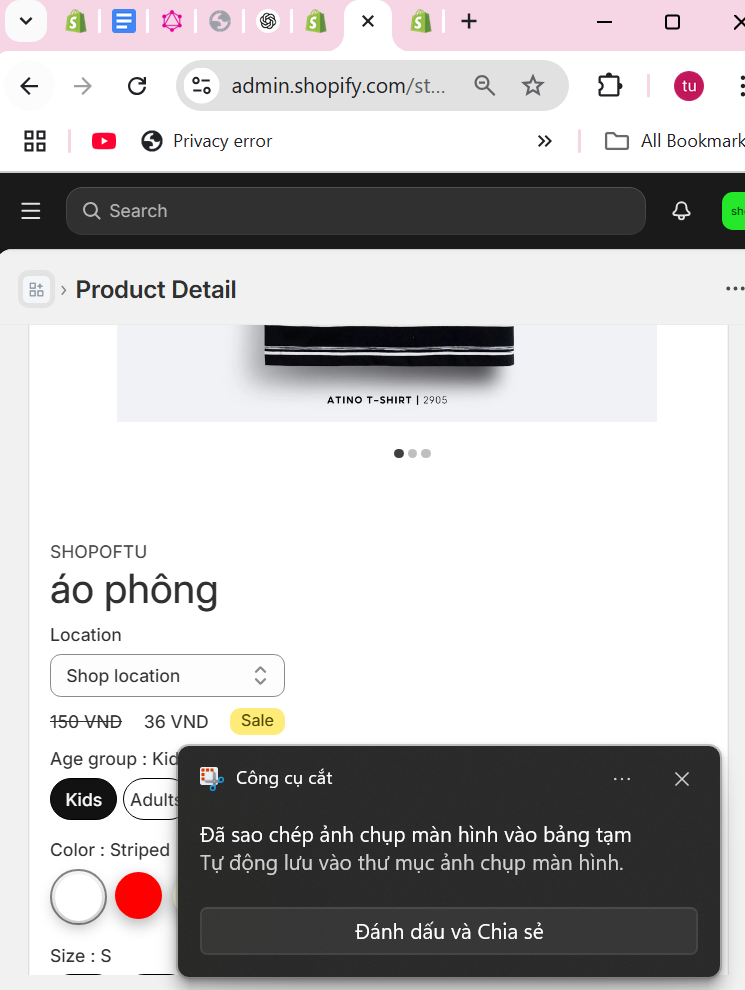 admin.shopify.com/st...
tu
Privacy error
»
All Bookmark
Search
sh
› Product Detail
ATINO T-SHIRT | 2905
SHOPOFTU
áo phông
Location
Shop location
150 VND 36 VND Sale
Age group : Kid
Kids Adults
Color : Striped
Size : S
Công cụ cắt
Đã sao chép ảnh chụp màn hình vào bảng tạm
Tự động lưu vào thư mục ảnh chụp màn hình.
Đánh dấu và Chia sẻ